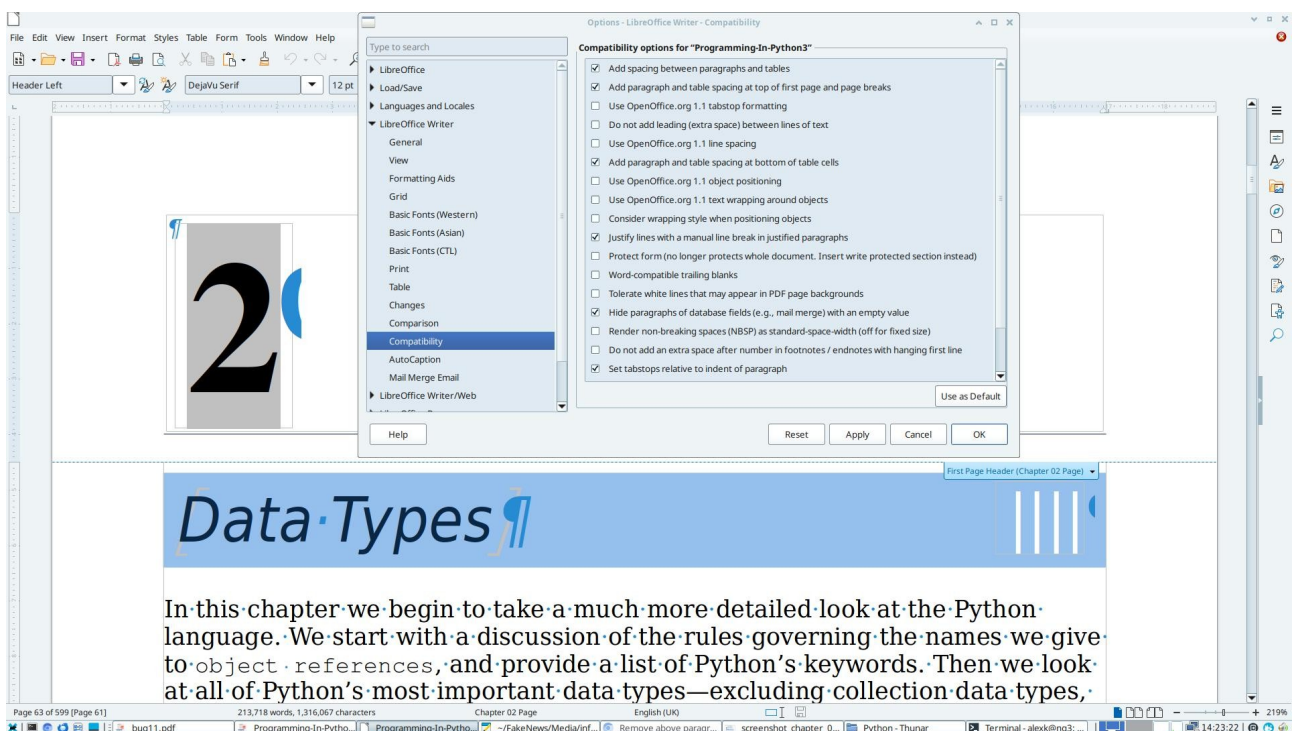 Options - LibreOffice Writer - Compatibility
File Edit View Insert Format Styles Table Form Tools Window Help
Header Left
DejaVu Serif
12 pt
Type to search
LibreOffice
Load/Save
Languages and Locales
LibreOffice Writer
General
View
Formatting Aids
Grid
Basic Fonts (Western)
Basic Fonts (Asian)
Basic Fonts (CTL)
Print
Table
Changes
Comparison
Compatibility
AutoCaption
Mail Merge Email
LibreOffice Writer/Web
Compatibility options for "Programming-In-Python3"
Add spacing between paragraphs and tables
Add paragraph and table spacing at top of first page and page breaks
Use OpenOffice.org 1.1 tabstop formatting
Do not add leading (extra space) between lines of text
Use OpenOffice.org 1.1 line spacing
Add paragraph and table spacing at bottom of table cells
Use OpenOffice.org 1.1 object positioning
Use OpenOffice.org 1.1 text wrapping around objects
Consider wrapping style when positioning objects
Justify lines with a manual line break in justified paragraphs
Protect form (no longer protects whole document. Insert write protected section instead)
Word-compatible trailing blanks
Tolerate white lines that may appear in PDF page backgrounds
Hide paragraphs of database fields (e.g., mail merge) with an empty value
Render non-breaking spaces (NBSP) as standard-space-width (off for fixed size)
Do not add an extra space after number in footnotes / endnotes with hanging first line
Set tabstops relative to indent of paragraph
Use as Default
Help
Reset
Apply
Cancel
OK
¶
2
First Page Header (Chapter 02 Page)
Data·Types¶
In·this·chapter·we·begin·to·take·a·much·more·detailed·look·at·the·Python·
language.·We·start·with·a·discussion·of·the·rules·governing·the·names·we·give·
to·object·references,·and·provide·a·list·of·Python's·keywords.·Then·we·look·
at·all·of·Python's·most·important·data·types—excluding·collection·data·types,·
Page 63 of 599 [Page 61]
213,718 words, 1,316,067 characters
Chapter 02 Page
English (UK)
219%
bug11.pdf
Programming-In-Pytho...
Programming-In-Pytho...
~/FakeNews/Media/inf...
Remove above paragr...
screenshot_chapter_0...
Python - Thunar
Terminal - alexk@ng3: ...
14:23:22